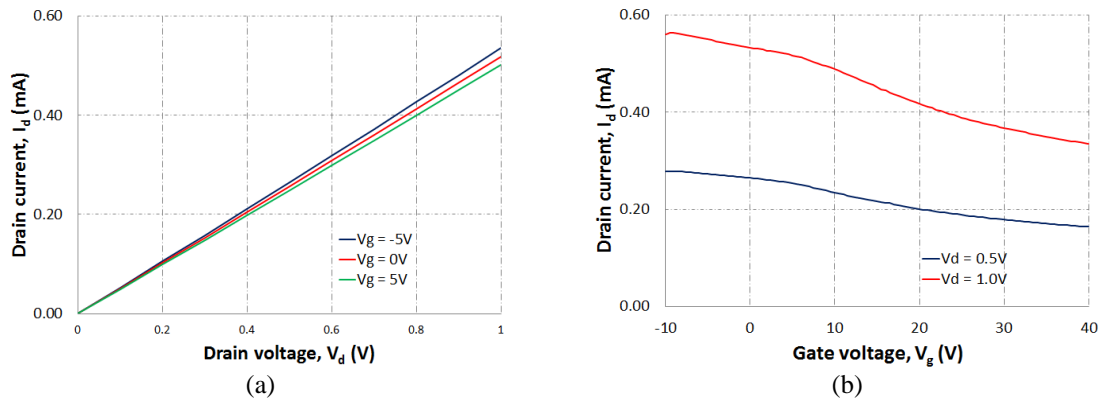 0.60
0.40
0.20
0.00
Drain current, I_d (mA)
0 0.2 0.4 0.6 0.8 1
Drain voltage, V_d (V)
Vg = -5V
Vg = 0V
Vg = 5V
(a)
0.60
0.40
0.20
0.00
Drain current, I_d (mA)
-10 0 10 20 30 40
Gate voltage, V_g (V)
Vd = 0.5V
Vd = 1.0V
(b)